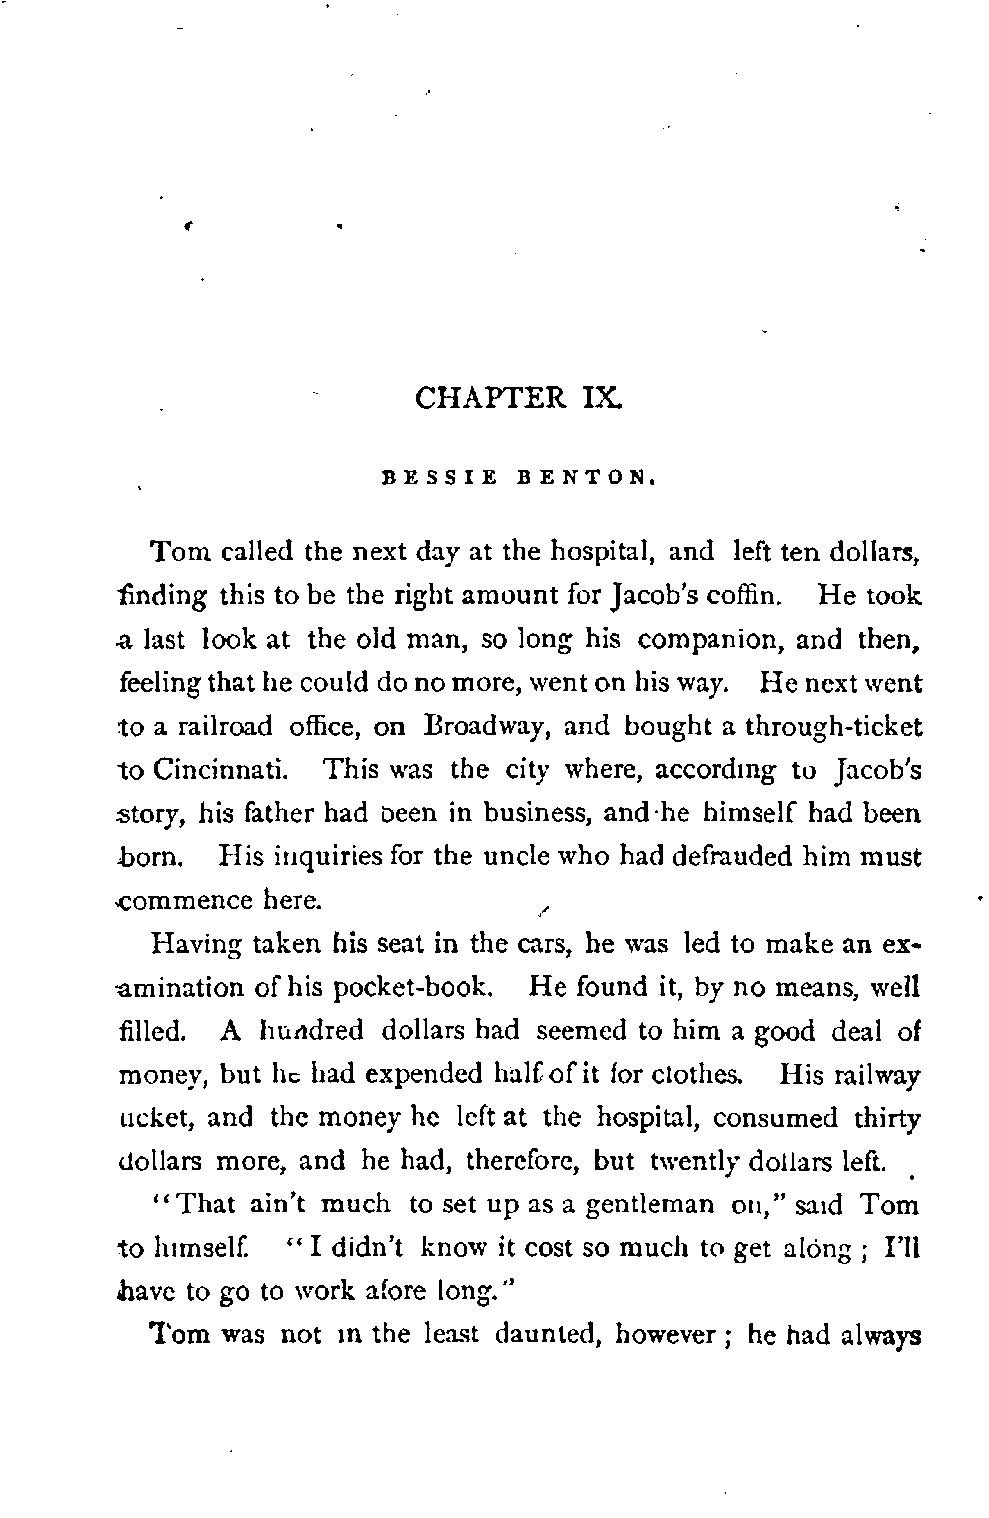 CHAPTER IX.
BESSIE BENTON.
Tom called the next day at the hospital, and left ten dollars,
finding this to be the right amount for Jacob's coffin. He took
a last look at the old man, so long his companion, and then,
feeling that he could do no more, went on his way. He next went
to a railroad office, on Broadway, and bought a through-ticket
to Cincinnati. This was the city where, according to Jacob's
story, his father had been in business, and he himself had been
born. His inquiries for the uncle who had defrauded him must
commence here.
Having taken his seat in the cars, he was led to make an ex-
amination of his pocket-book. He found it, by no means, well
filled. A hundred dollars had seemed to him a good deal of
money, but he had expended half of it for clothes. His railway
ticket, and the money he left at the hospital, consumed thirty
dollars more, and he had, therefore, but twently dollars left.
"That ain't much to set up as a gentleman on," said Tom
to himself. "I didn't know it cost so much to get along; I'll
have to go to work afore long."
Tom was not in the least daunted, however; he had always